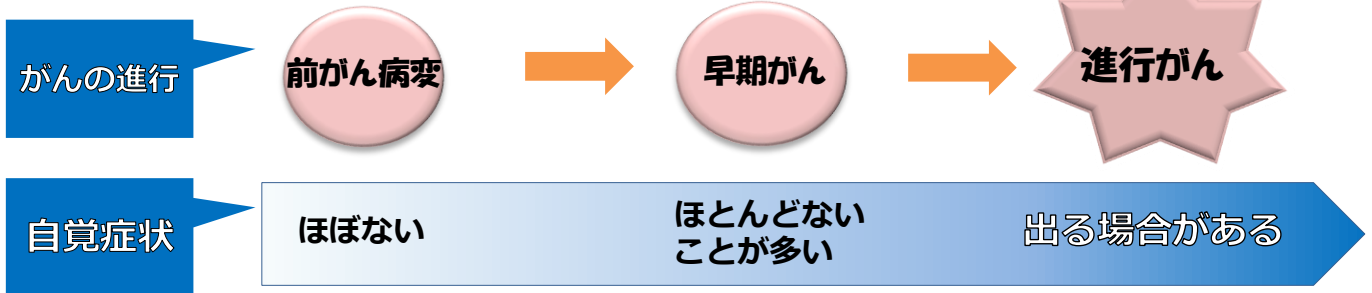 がんの進行
前がん病変
早期がん
進行がん
自覚症状
ほぼない
ほとんどない
ことが多い
出る場合がある